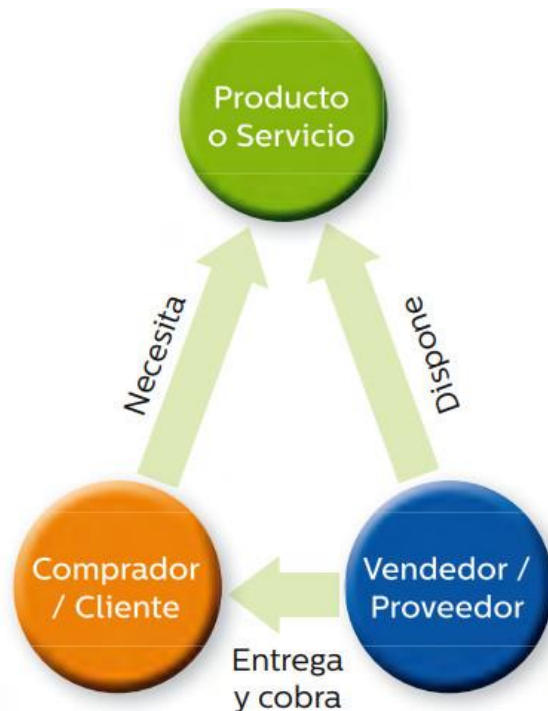 Producto
o Servicio
Necesita
Dispone
Comprador
/ Cliente
Vendedor /
Proveedor
Entrega
y cobra